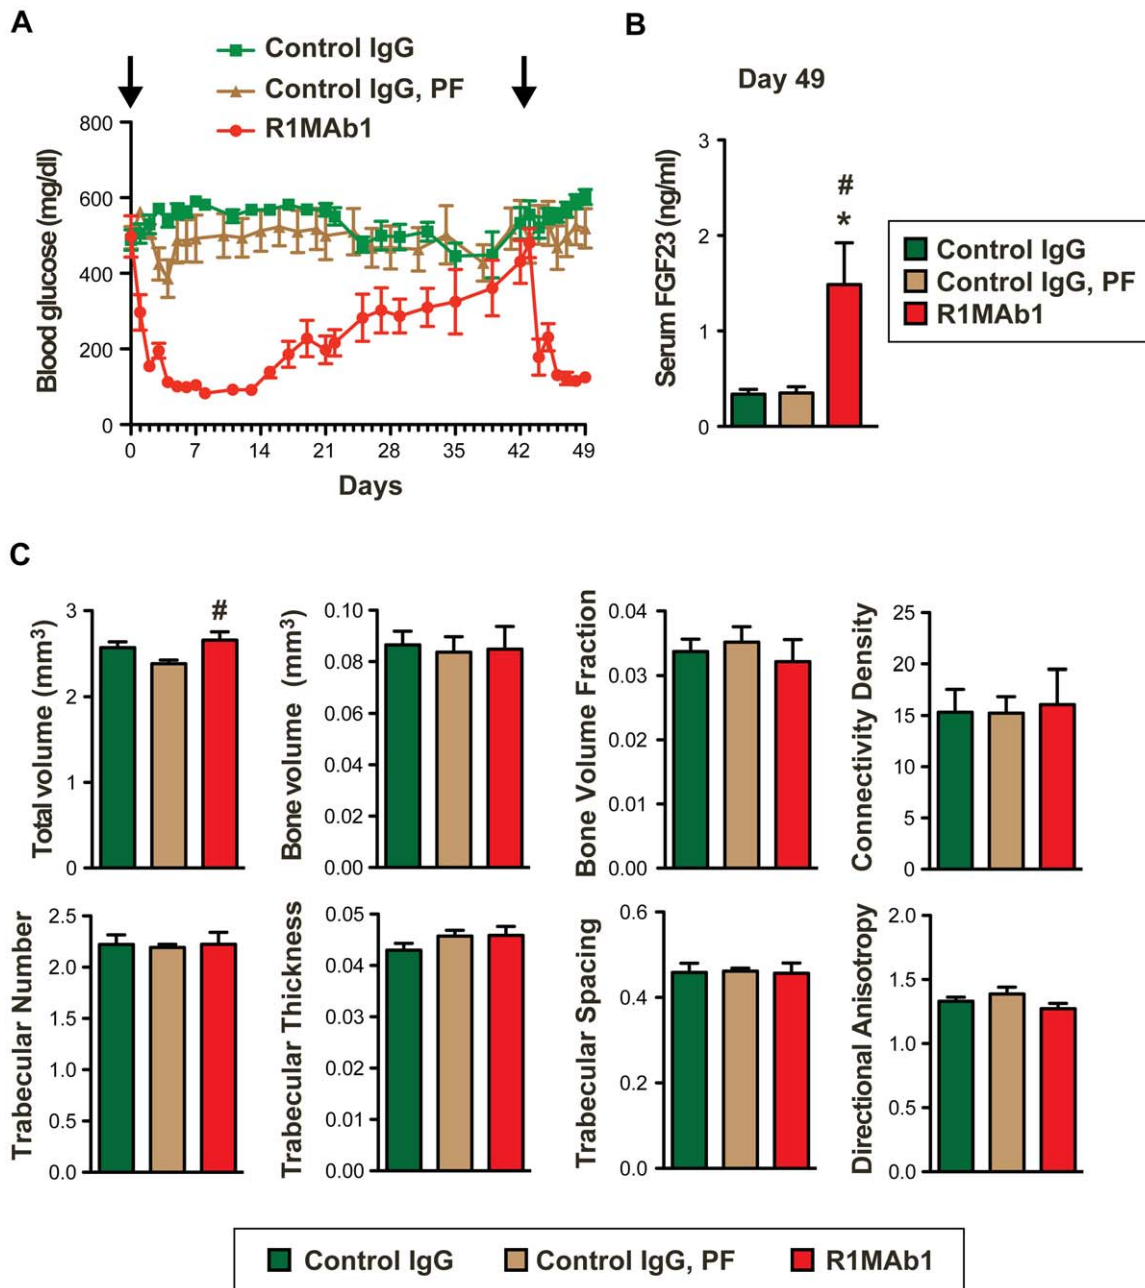 A
Control IgG
Control IgG, PF
R1MAb1
Blood glucose (mg/dl)
800
600
400
200
0
0 7 14 21 28 35 42 49
Days
B
Day 49
Serum FGF23 (ng/ml)
3
2
1
0
#
*
Control IgG
Control IgG, PF
R1MAb1
C
Total volume (mm³)
3
2
1
0
#
Bone volume (mm³)
0.10
0.08
0.06
0.04
0.02
0.00
Bone Volume Fraction
0.04
0.03
0.02
0.01
0.00
Connectivity Density
25
20
15
10
5
0
Trabecular Number
2.5
2.0
1.5
1.0
0.5
0.0
Trabecular Thickness
0.05
0.04
0.03
0.02
0.01
0.00
Trabecular Spacing
0.6
0.4
0.2
0.0
Directional Anisotropy
2.0
1.5
1.0
0.5
0.0
Control IgG Control IgG, PF R1MAb1